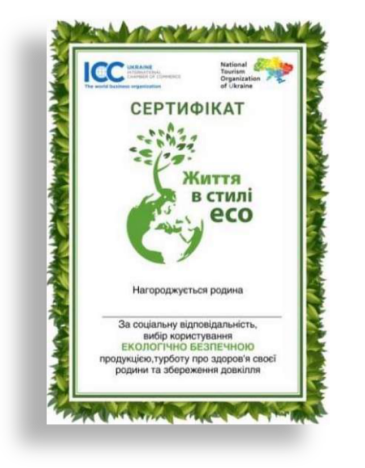 ICC UKRAINE
INTERNATIONAL
CHAMBER OF COMMERCE
The world business organization
National
Tourism
Organization
of Ukraine
СЕРТИФІКАТ
Життя
в стилі
eco
Нагороджується родина
За соціальну відповідальність,
вибір користування
ЕКОЛОГІЧНО БЕЗПЕЧНОЮ
продукцією,турботу про здоров'я своєї
родини та збереження довкілля